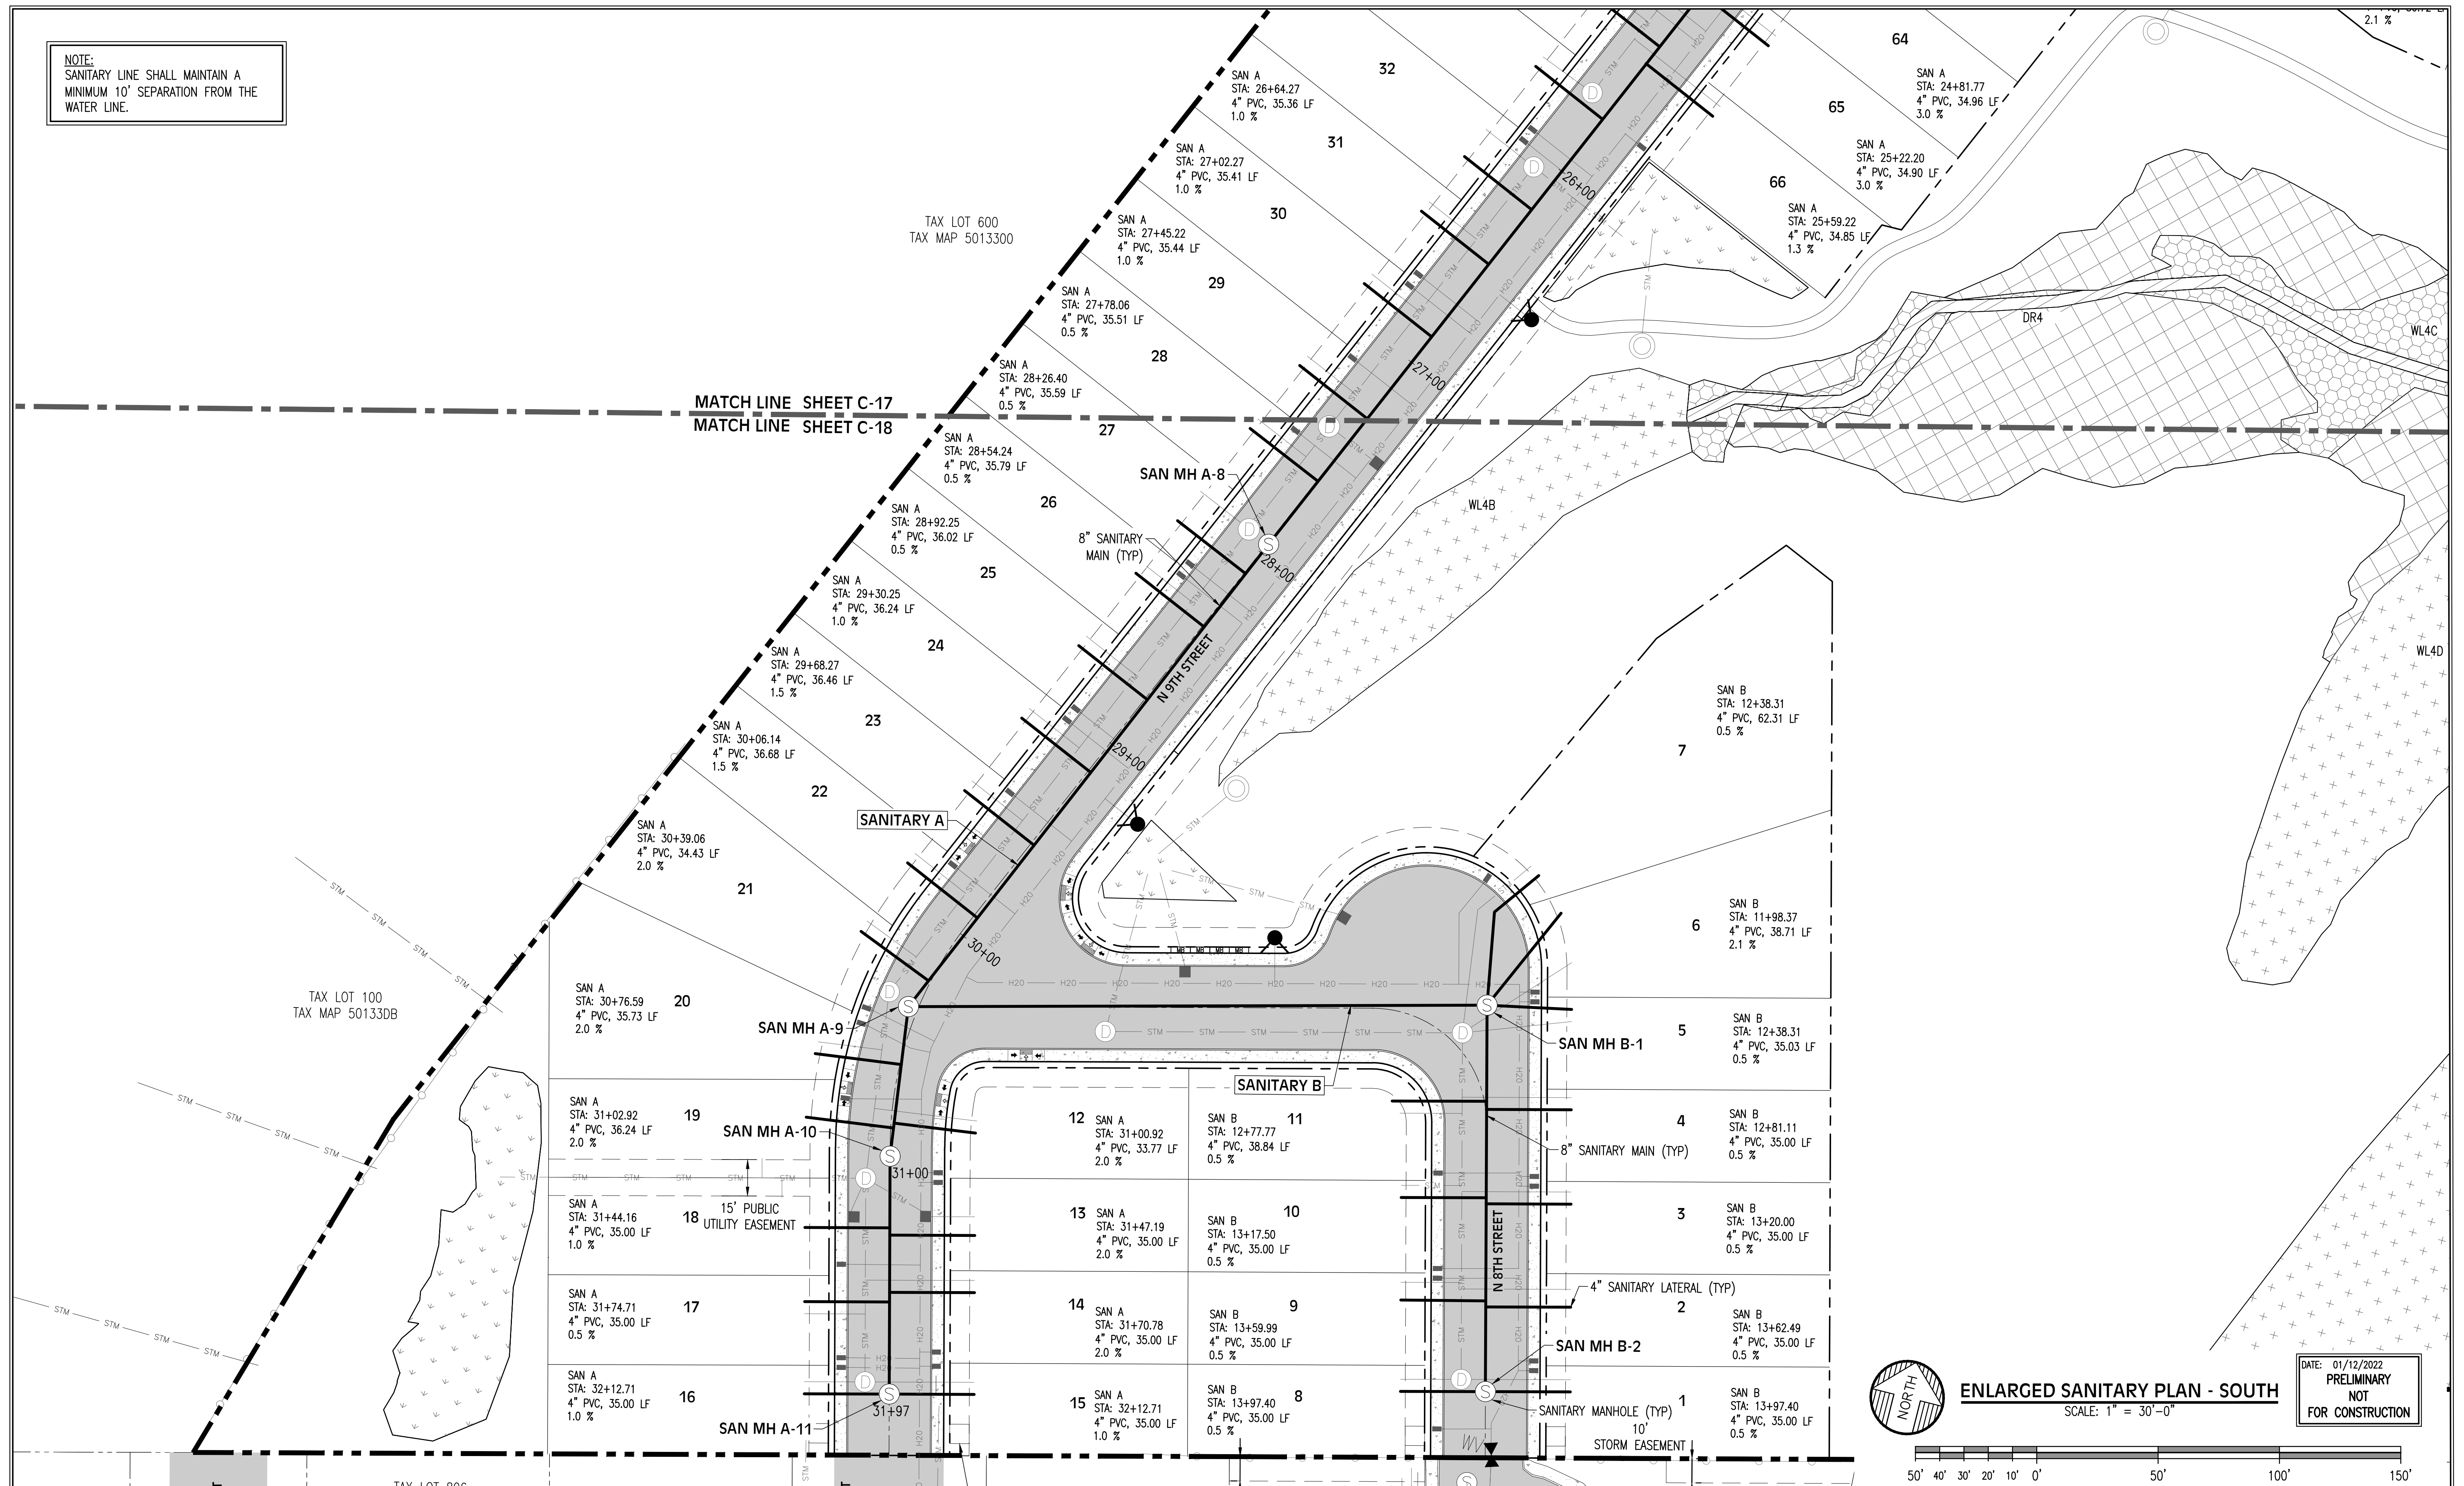 2.1 %
NOTE:
SANITARY LINE SHALL MAINTAIN A
MINIMUM 10' SEPARATION FROM THE
WATER LINE.
TAX LOT 600
TAX MAP 5013300
32
SAN A
STA: 26+64.27
4" PVC, 35.36 LF
1.0 %
31
SAN A
STA: 27+02.27
4" PVC, 35.41 LF
1.0 %
30
SAN A
STA: 27+45.22
4" PVC, 35.44 LF
1.0 %
29
SAN A
STA: 27+78.06
4" PVC, 35.51 LF
0.5 %
28
SAN A
STA: 28+26.40
4" PVC, 35.59 LF
0.5 %
27
64
SAN A
STA: 24+81.77
4" PVC, 34.96 LF
3.0 %
65
SAN A
STA: 25+22.20
4" PVC, 34.90 LF
3.0 %
66
SAN A
STA: 25+59.22
4" PVC, 34.85 LF
1.3 %
26+00
27+00
DR4
WL4C
WL4B
WL4D
MATCH LINE SHEET C-17
MATCH LINE SHEET C-18
SAN A
STA: 28+54.24
4" PVC, 35.79 LF
0.5 %
26
SAN MH A-8
8" SANITARY
MAIN (TYP)
28+00
SAN A
STA: 28+92.25
4" PVC, 36.02 LF
0.5 %
25
SAN A
STA: 29+30.25
4" PVC, 36.24 LF
1.0 %
24
SAN A
STA: 29+68.27
4" PVC, 36.46 LF
1.5 %
23
SAN A
STA: 30+06.14
4" PVC, 36.68 LF
1.5 %
22
N 9TH STREET
29+00
SANITARY A
SAN A
STA: 30+39.06
4" PVC, 34.43 LF
2.0 %
21
30+00
SAN B
STA: 12+38.31
4" PVC, 62.31 LF
0.5 %
7
MB MB MB MB
6
SAN B
STA: 11+98.37
4" PVC, 38.71 LF
2.1 %
TAX LOT 100
TAX MAP 50133DB
SAN A
STA: 30+76.59
4" PVC, 35.73 LF
2.0 %
20
SAN MH A-9
SAN MH B-1
5
SAN B
STA: 12+38.31
4" PVC, 35.03 LF
0.5 %
SANITARY B
SAN A
STA: 31+02.92
4" PVC, 36.24 LF
2.0 %
19
SAN MH A-10
31+00
12
SAN A
STA: 31+00.92
4" PVC, 33.77 LF
2.0 %
SAN B
STA: 12+77.77
4" PVC, 38.84 LF
0.5 %
11
8" SANITARY MAIN (TYP)
4
SAN B
STA: 12+81.11
4" PVC, 35.00 LF
0.5 %
SAN A
STA: 31+44.16
4" PVC, 35.00 LF
1.0 %
18
15' PUBLIC
UTILITY EASEMENT
13
SAN A
STA: 31+47.19
4" PVC, 35.00 LF
2.0 %
SAN B
STA: 13+17.50
4" PVC, 35.00 LF
0.5 %
10
N 8TH STREET
3
SAN B
STA: 13+20.00
4" PVC, 35.00 LF
0.5 %
SAN A
STA: 31+74.71
4" PVC, 35.00 LF
0.5 %
17
14
SAN A
STA: 31+70.78
4" PVC, 35.00 LF
2.0 %
SAN B
STA: 13+59.99
4" PVC, 35.00 LF
0.5 %
9
4" SANITARY LATERAL (TYP)
2
SAN B
STA: 13+62.49
4" PVC, 35.00 LF
0.5 %
SAN MH B-2
SAN A
STA: 32+12.71
4" PVC, 35.00 LF
1.0 %
16
SAN MH A-11
31+97
15
SAN A
STA: 32+12.71
4" PVC, 35.00 LF
1.0 %
SAN B
STA: 13+97.40
4" PVC, 35.00 LF
0.5 %
8
SANITARY MANHOLE (TYP)
10'
STORM EASEMENT
1
SAN B
STA: 13+97.40
4" PVC, 35.00 LF
0.5 %
NORTH
ENLARGED SANITARY PLAN - SOUTH
SCALE: 1" = 30'-0"
DATE: 01/12/2022
PRELIMINARY
NOT
FOR CONSTRUCTION
50' 40' 30' 20' 10' 0' 50' 100' 150'